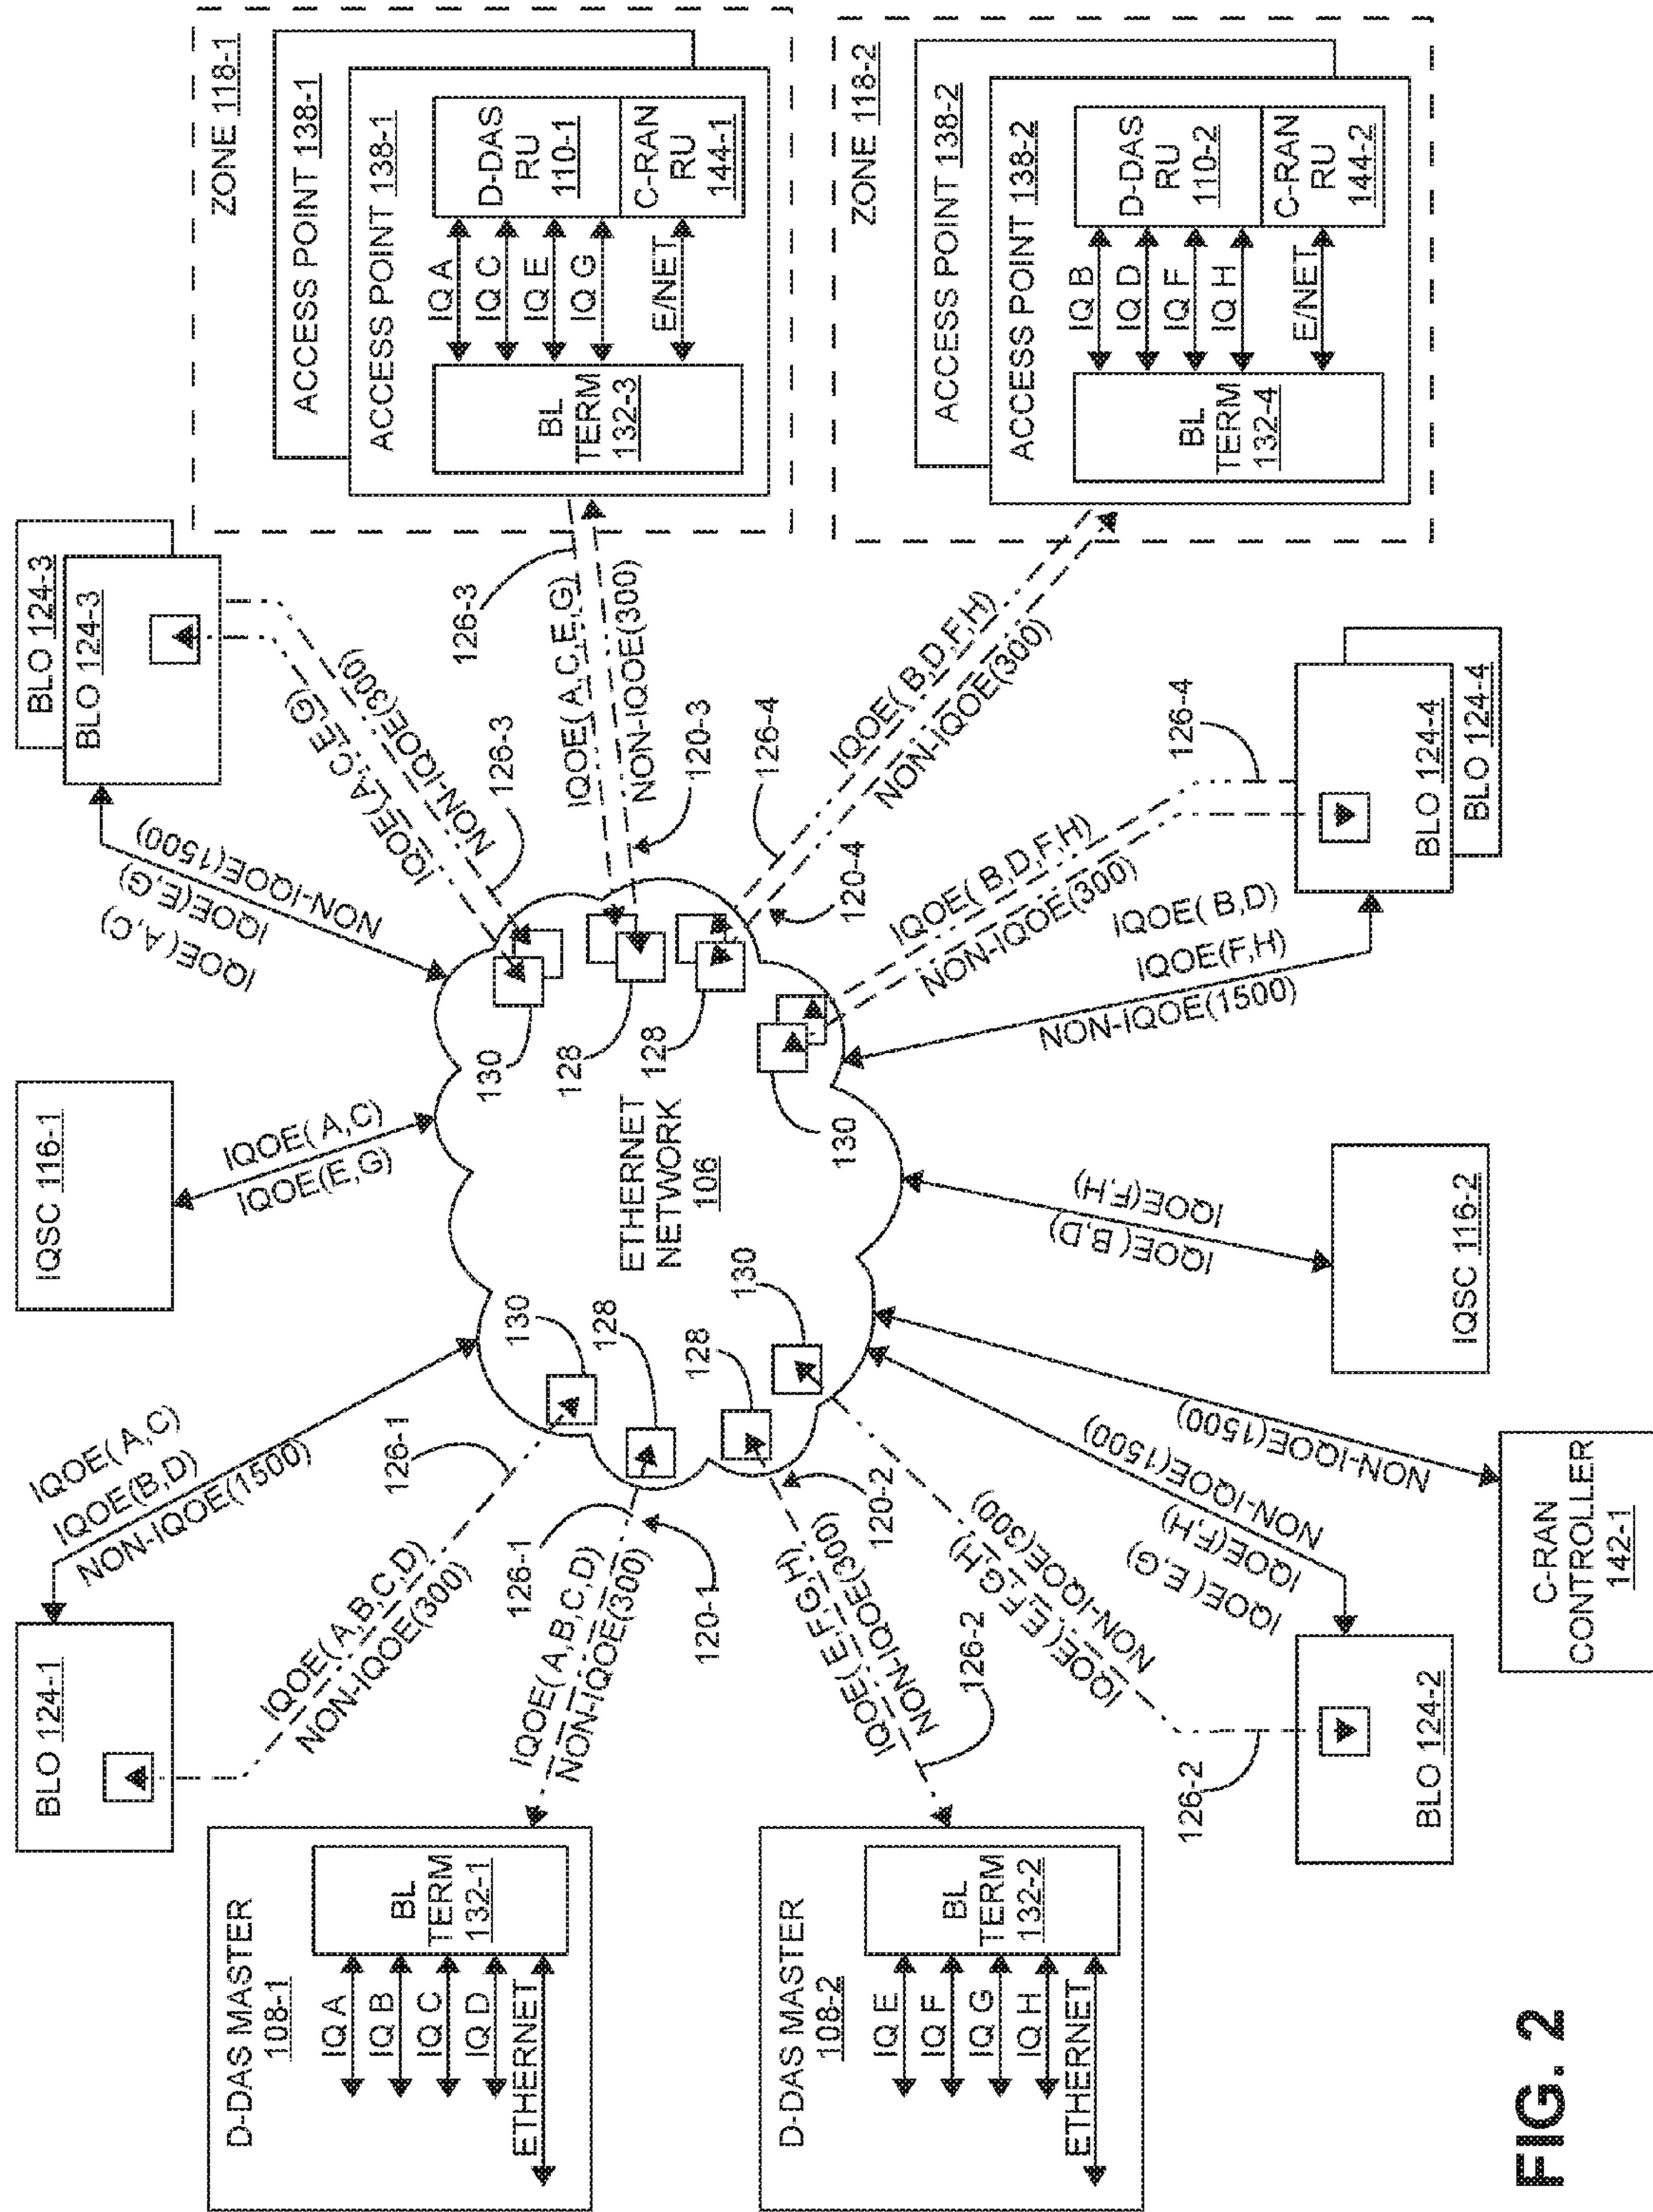 D-DAS MASTER
108-1
IQ A
IQ B
IQ C
IQ D
ETHERNET
BL
TERM
132-1
D-DAS MASTER
108-2
IQ E
IQ F
IQ G
IQ H
ETHERNET
BL
TERM
132-2
BLO 124-1
IQOE( A,C)
IQOE(B,D)
NON-IQOE(1500)
IQOE( A,B,C,D)
NON-IQOE(300)
126-1
IQOE( A,B,C,D)
NON-IQOE(300)
126-1
120-1
IQOE( E,F,G,H)
NON-IQOE(300)
120-2
126-2
IQOE( E,F,G,H)
NON-IQOE(300)
126-2
BLO 124-2
NON-IQOE(1500)
IQOE(F,H)
IQOE( E,G)
C-RAN
CONTROLLER
142-1
NON-IQOE(1500)
IQSC 116-1
IQOE( A,C)
IQOE(E,G)
IQSC 116-2
IQOE(F,H)
IQOE( B,D)
ETHERNET
NETWORK
106
130
128
128
130
130
128
128
130
BLO 124-3
BLO 124-3
NON-IQOE(1500)
IQOE(E,G)
IQOE( A,C)
IQOE( A,C,E,G)
NON-IQOE(300)
126-3
126-3
IQOE( A,C,E,G)
NON-IQOE(300)
120-3
126-4
120-4
IQOE( B,D,F,H)
NON-IQOE(300)
IQOE( B,D,F,H)
NON-IQOE(300)
126-4
IQOE( B,D)
IQOE(F,H)
NON-IQOE(1500)
BLO 124-4
BLO 124-4
ZONE 118-1
ACCESS POINT 138-1
ACCESS POINT 138-1
BL
TERM
132-3
IQ A
IQ C
IQ E
IQ G
E/NET
D-DAS
RU
110-1
C-RAN
RU
144-1
ZONE 118-2
ACCESS POINT 138-2
ACCESS POINT 138-2
BL
TERM
132-4
IQ B
IQ D
IQ F
IQ H
E/NET
D-DAS
RU
110-2
C-RAN
RU
144-2
FIG. 2